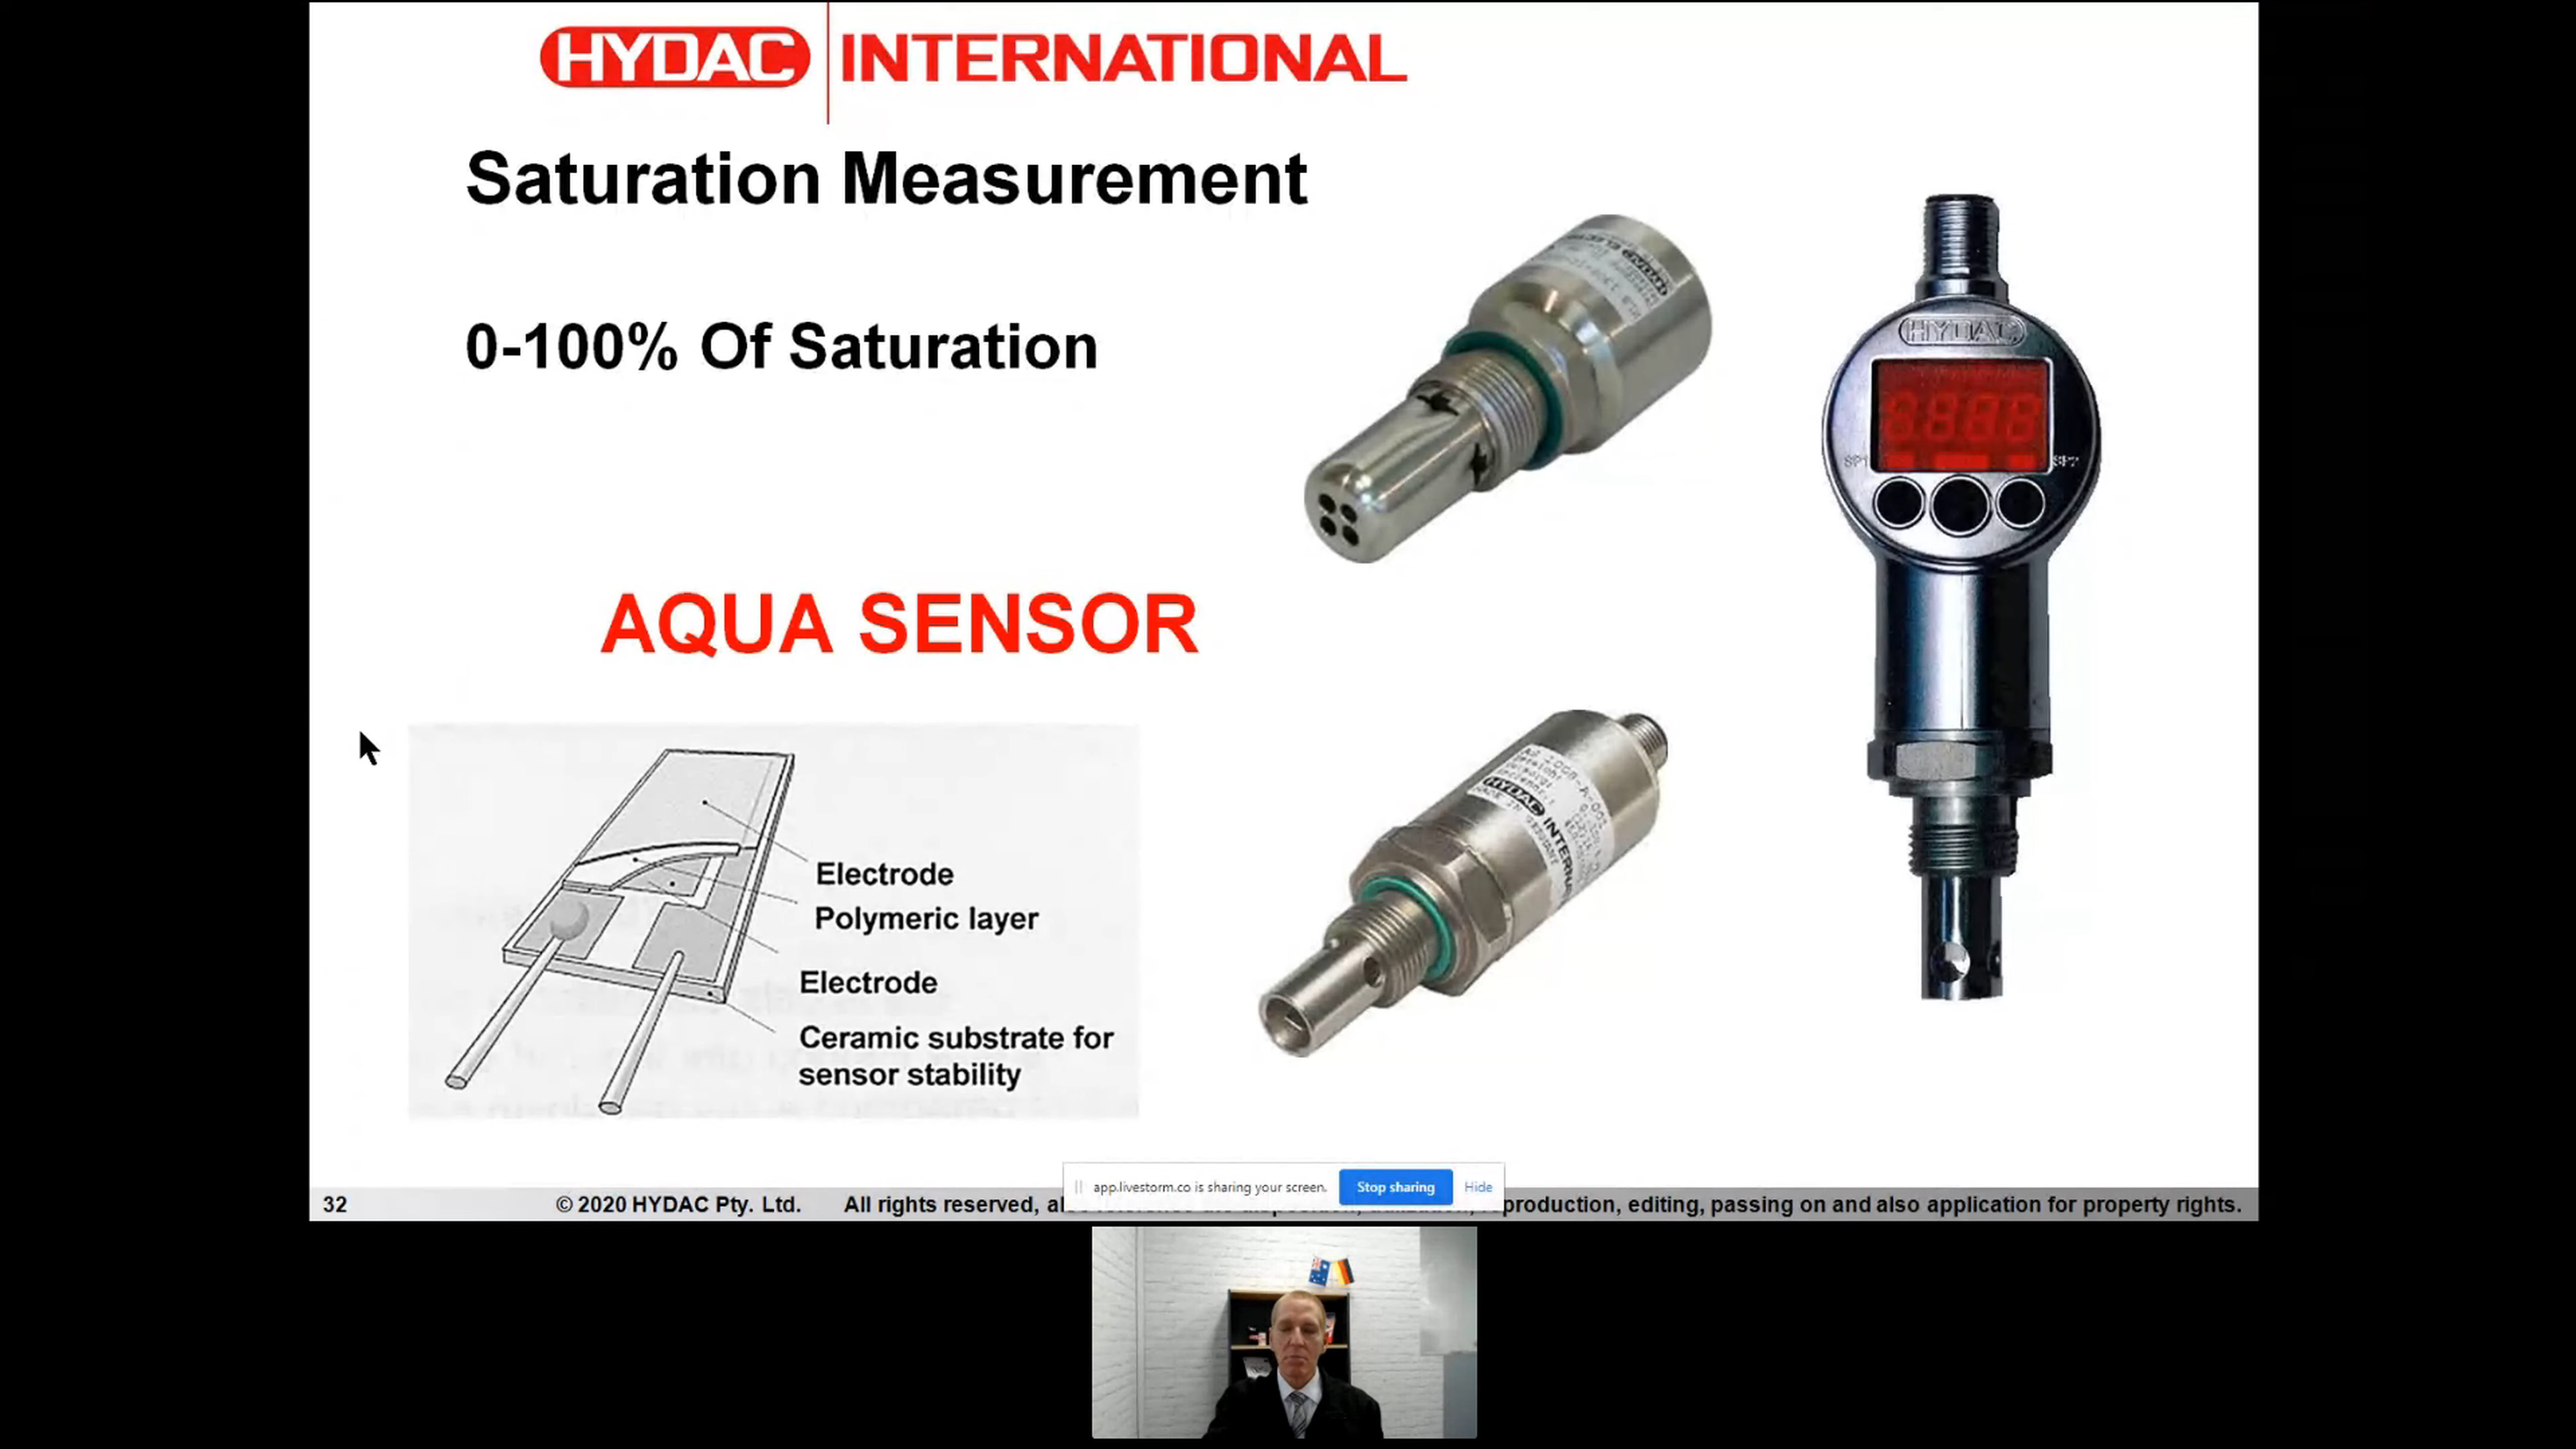 HYDAC INTERNATIONAL
Saturation Measurement
0-100% Of Saturation
HYDAC
8888
SP1
SP2
AQUA SENSOR
HYDAC INTERNA
Electrode
Polymeric layer
Electrode
Ceramic substrate for
sensor stability
app.livestorm.co is sharing your screen.
Stop sharing
Hide
32
© 2020 HYDAC Pty. Ltd.
All rights reserved,
production, editing, passing on and also application for property rights.